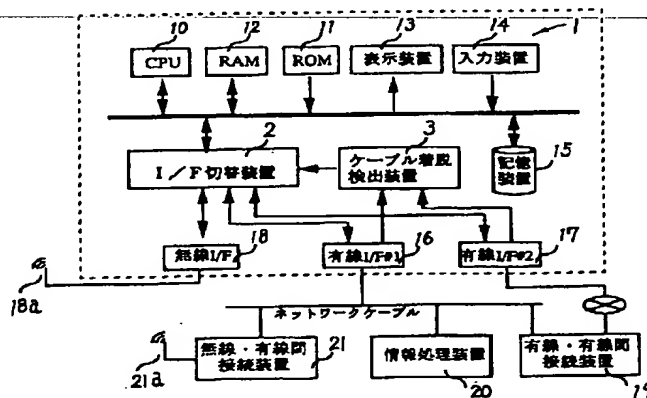 10
12
11
13
14
1
CPU
RAM
ROM
表示装置
入力装置
2
3
I／F切替装置
ケーブル着脱
検出装置
記憶
装置
15
無線I/F
18
有線I/F#1
16
有線I/F#2
17
18a
ネットワークケーブル
21a
無線・有線間
接続装置
21
情報処理装置
20
有線・有線間
接続装置
19